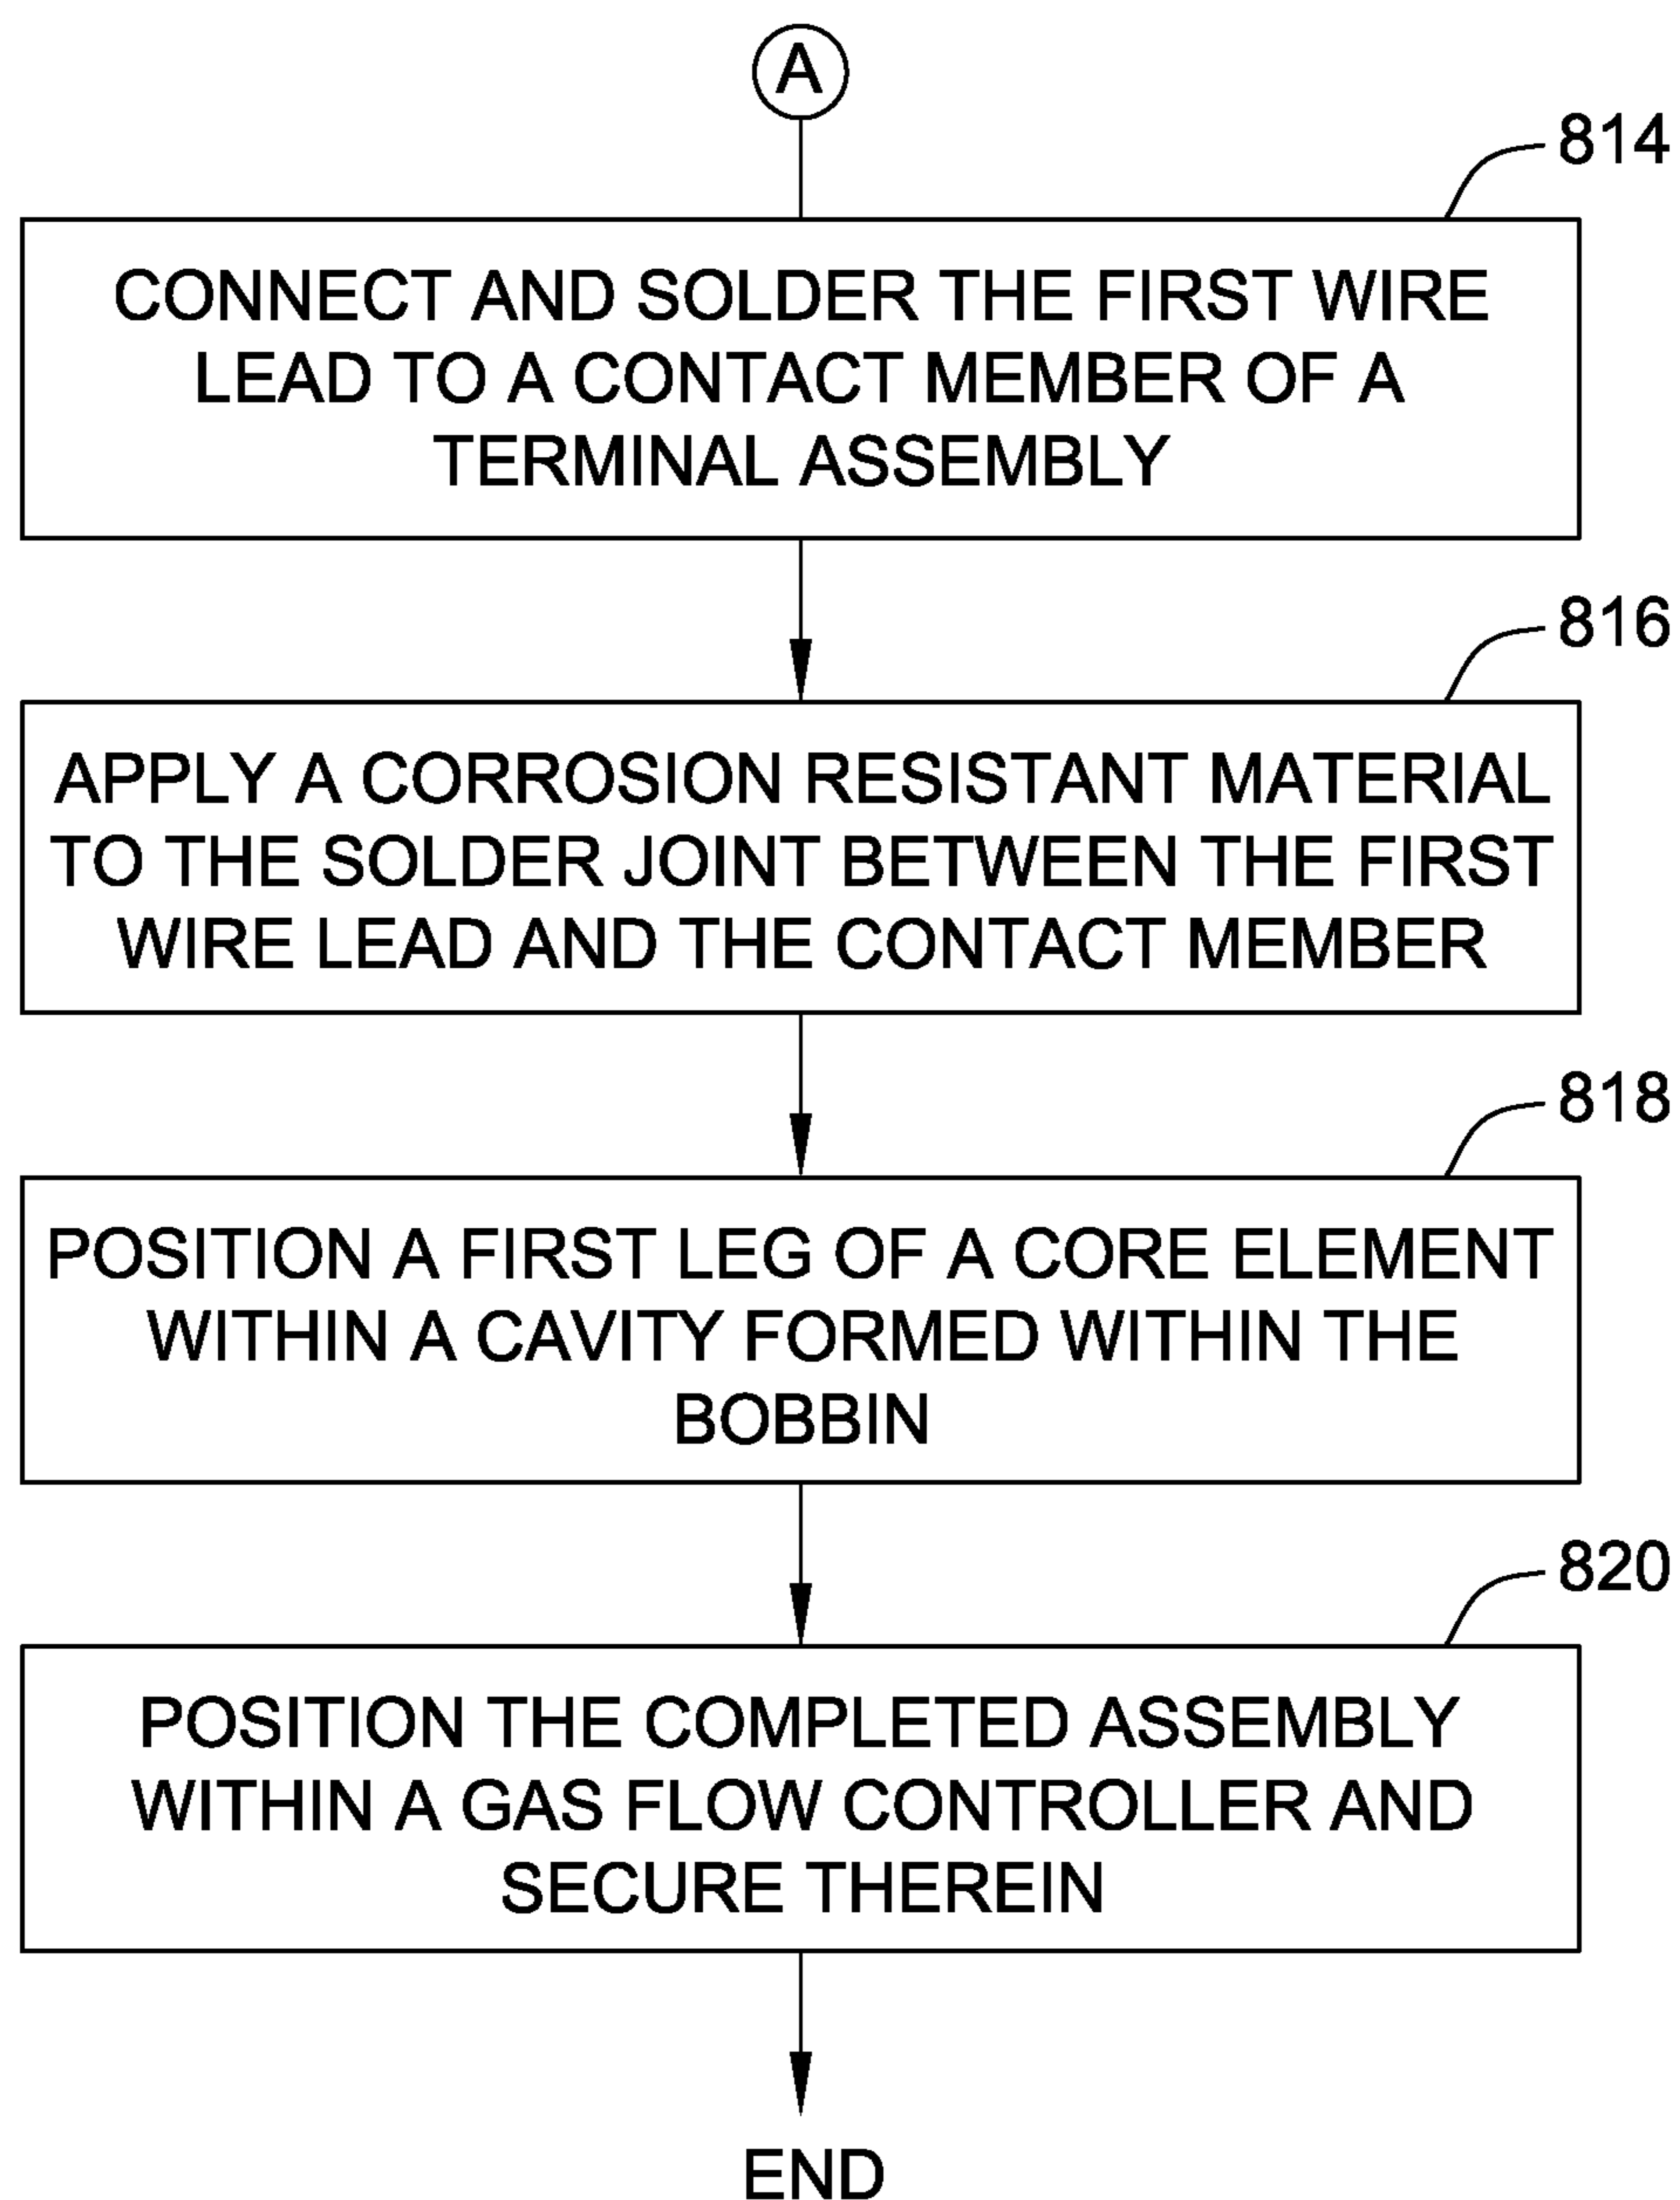 A
814
CONNECT AND SOLDER THE FIRST WIRE
LEAD TO A CONTACT MEMBER OF A
TERMINAL ASSEMBLY
816
APPLY A CORROSION RESISTANT MATERIAL
TO THE SOLDER JOINT BETWEEN THE FIRST
WIRE LEAD AND THE CONTACT MEMBER
818
POSITION A FIRST LEG OF A CORE ELEMENT
WITHIN A CAVITY FORMED WITHIN THE
BOBBIN
820
POSITION THE COMPLETED ASSEMBLY
WITHIN A GAS FLOW CONTROLLER AND
SECURE THEREIN
END